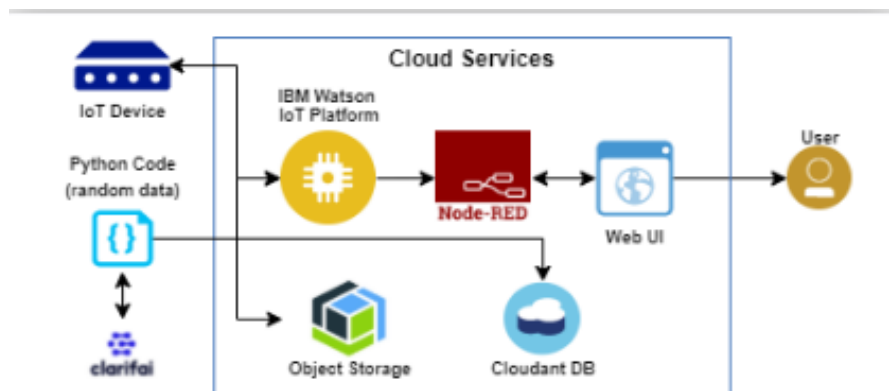 Cloud Services
IoT Device
IBM Watson
IoT Platform
User
Python Code
(random data)
{}
Node-RED
Web UI
clarifai
Object Storage
Cloudant DB